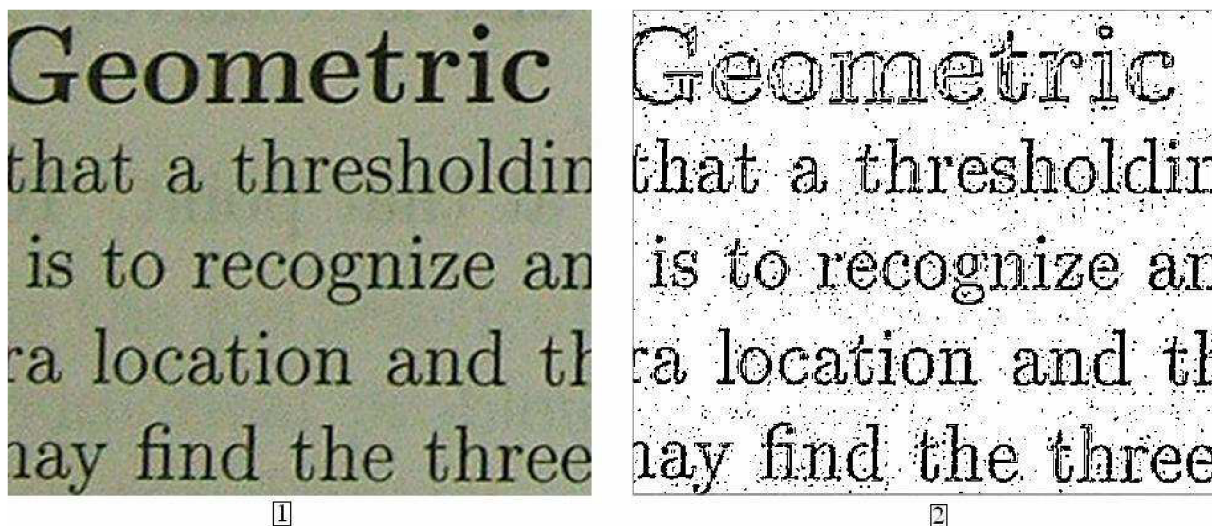 Geometric
that a thresholdin
is to recognize an
ra location and th
nay find the three
1
Geometric
that a thresholdin
is to recognize ar
ra location and th
nay find the three
2